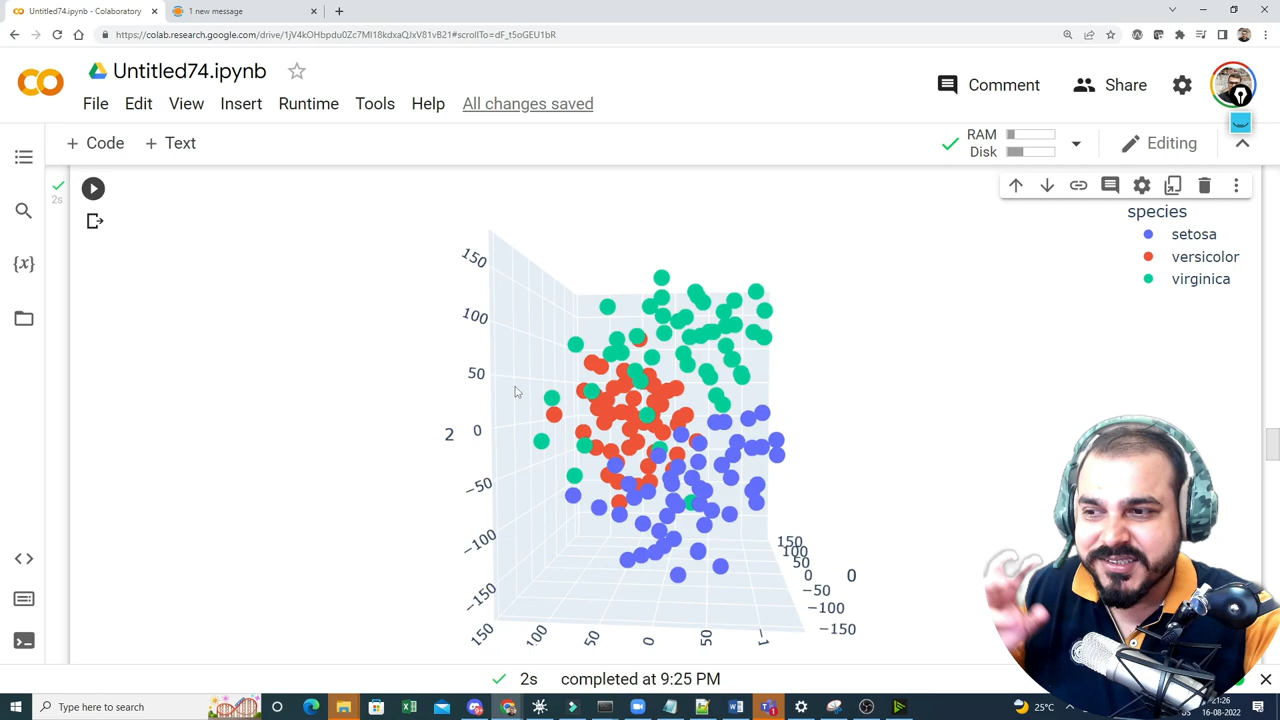 Untitled74.ipynb - Colaboratory
1 new message
https://colab.research.google.com/drive/1jV4kOHbpdu0Zc7Ml18kdxaQJxV81vB21#scrollTo=dF_t5oGEU1bR
Untitled74.ipynb
Comment
Share
File Edit View Insert Runtime Tools Help All changes saved
+ Code + Text
RAM
Disk
Editing
{x}
2s
species
setosa
versicolor
virginica
150
100
50
0
−50
−100
−150
2
150
100
50
0
50
−1
150
100
50
0
−50
−100
−150
0
2s completed at 9:25 PM
Type here to search
25°C
21:26
16-08-2022